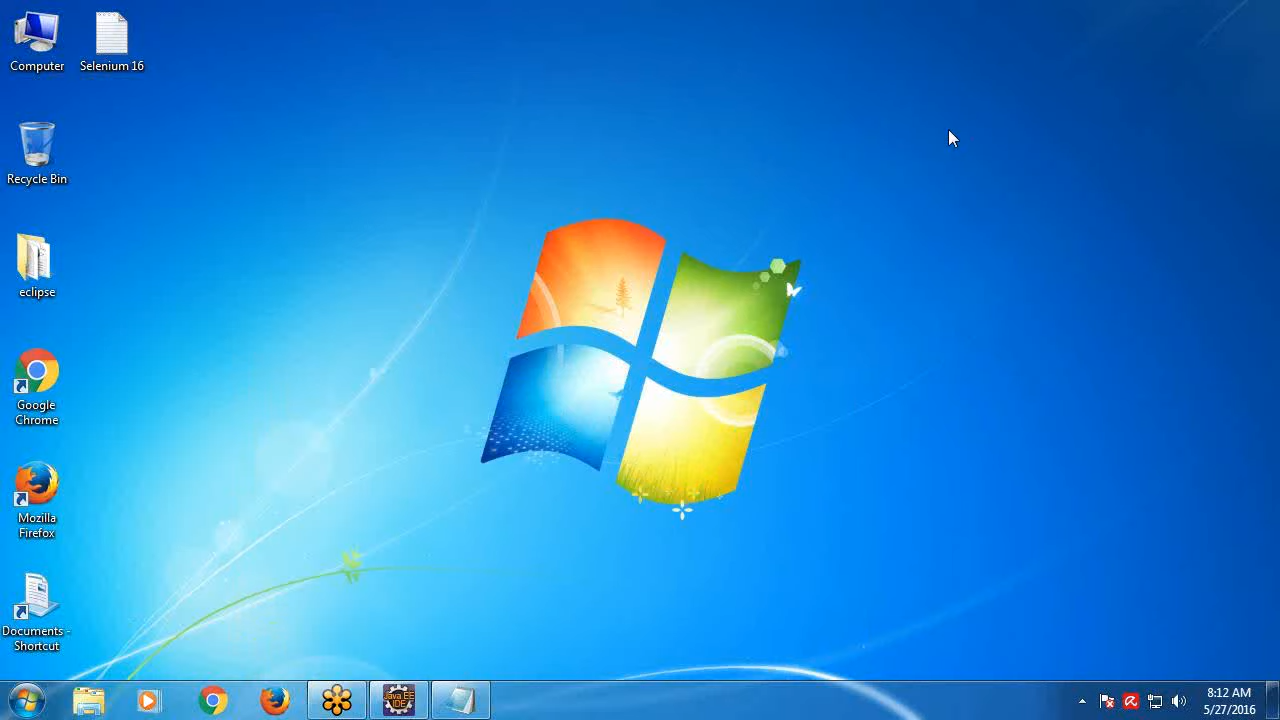 Computer
Selenium 16
Recycle Bin
eclipse
Google
Chrome
Mozilla
Firefox
Documents -
Shortcut
Java EE
IDE
8:12 AM
5/27/2016